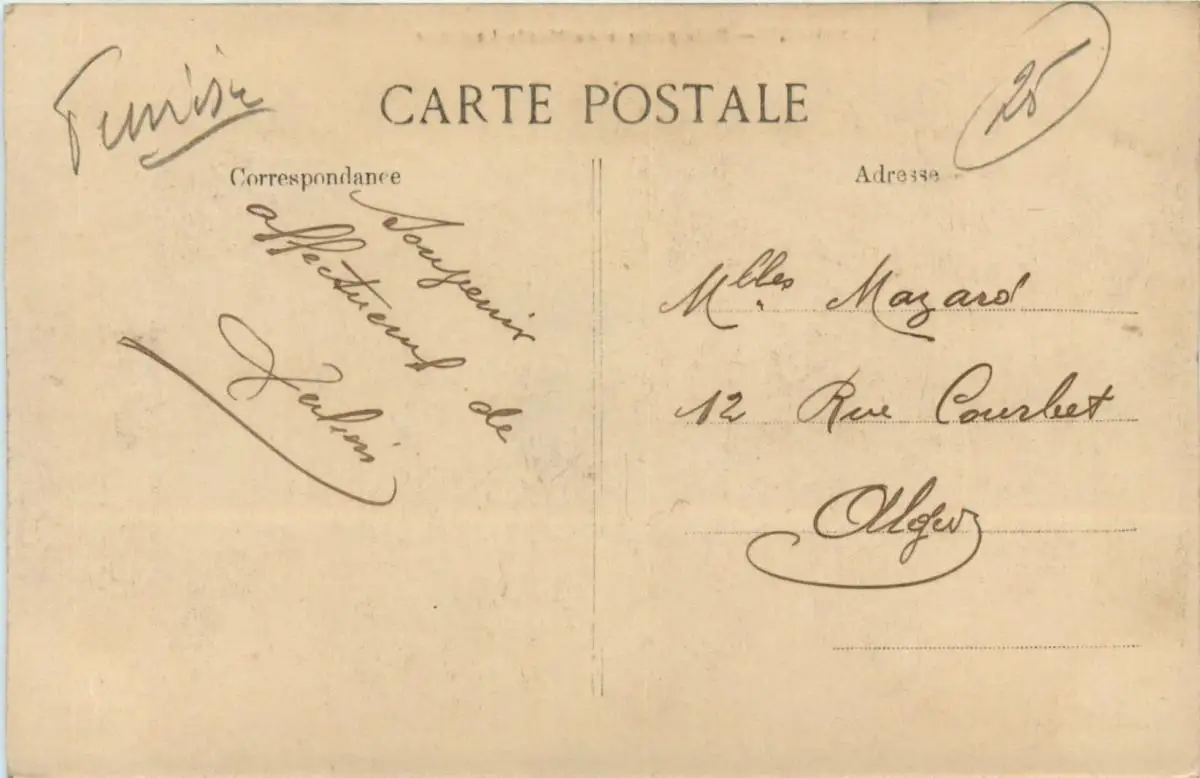 Tunisie
CARTE POSTALE
25
Correspondance
Adresse
Souvenir
affectueux de
Mlles Mazard
12 Rue Courbet
Alger